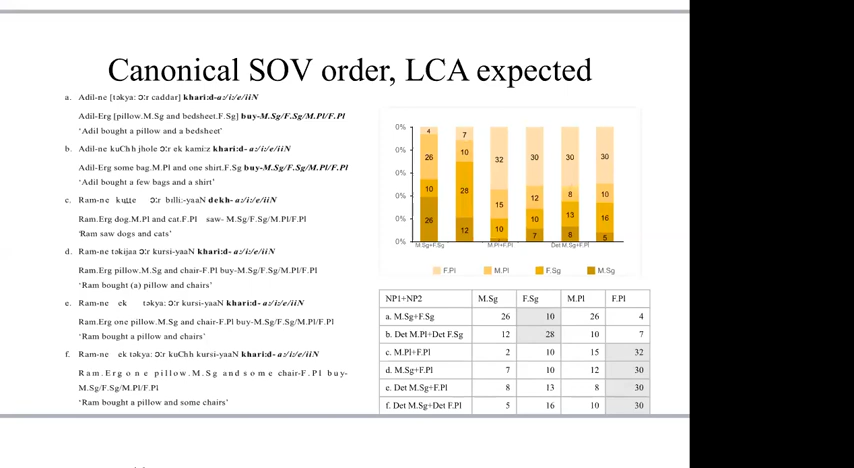 Canonical SOV order, LCA expected
a. Adil-ne [təkya: ɔ:r caddar] khari:d-a:/i:/e/iiN
Adil-Erg [pillow.M.Sg and bedsheet.F.Sg] buy-M.Sg/F.Sg/M.Pl/F.Pl
‘Adil bought a pillow and a bedsheet’
b. Adil-ne kuChh jhole ɔ:r ek kami:z khari:d- a:/i:/e/iiN
Adil-Erg some bag.M.Pl and one shirt.F.Sg buy-M.Sg/F.Sg/M.Pl/F.Pl
‘Adil bought a few bags and a shirt’
c. Ram-ne kutte ɔ:r billi:-yaaN dekh- a:/i:/e/iiN
Ram.Erg dog.M.Pl and cat.F.Pl saw- M.Sg/F.Sg/M.Pl/F.Pl
‘Ram saw dogs and cats’
d. Ram-ne təkijaa ɔ:r kursi-yaaN khari:d- a:/i:/e/iiN
Ram.Erg pillow.M.Sg and chair-F.Pl buy-M.Sg/F.Sg/M.Pl/F.Pl
‘Ram bought (a) pillow and chairs’
e. Ram-ne ek təkya: ɔ:r kursi-yaaN khari:d- a:/i:/e/iiN
Ram.Erg one pillow.M.Sg and chair-F.Pl buy-M.Sg/F.Sg/M.Pl/F.Pl
‘Ram bought a pillow and chairs’
f. Ram-ne ek təkya: ɔ:r kuChh kursi-yaaN khari:d- a:/i:/e/iiN
Ram.Erg one pillow.M.Sg and some chair-F.Pl buy-
M.Sg/F.Sg/M.Pl/F.Pl
‘Ram bought a pillow and some chairs’
0% 4 7
26 10 32 30 30 30
0%
0%
10 28 15 12 8 10
0%
26 10 10 13 16
0%
12 7 8 5
0%
M.Sg+F.Sg M.Pl+F.Pl Det M.Sg+F.Pl
F.Pl M.Pl F.Sg M.Sg
NP1+NP2 M.Sg F.Sg M.Pl F.Pl
a. M.Sg+F.Sg 26 10 26 4
b. Det M.Pl+Det F.Sg 12 28 10 7
c. M.Pl+F.Pl 2 10 15 32
d. M.Sg+F.Pl 7 10 12 30
e. Det M.Sg+F.Pl 8 13 8 30
f. Det M.Sg+Det F.Pl 5 16 10 30